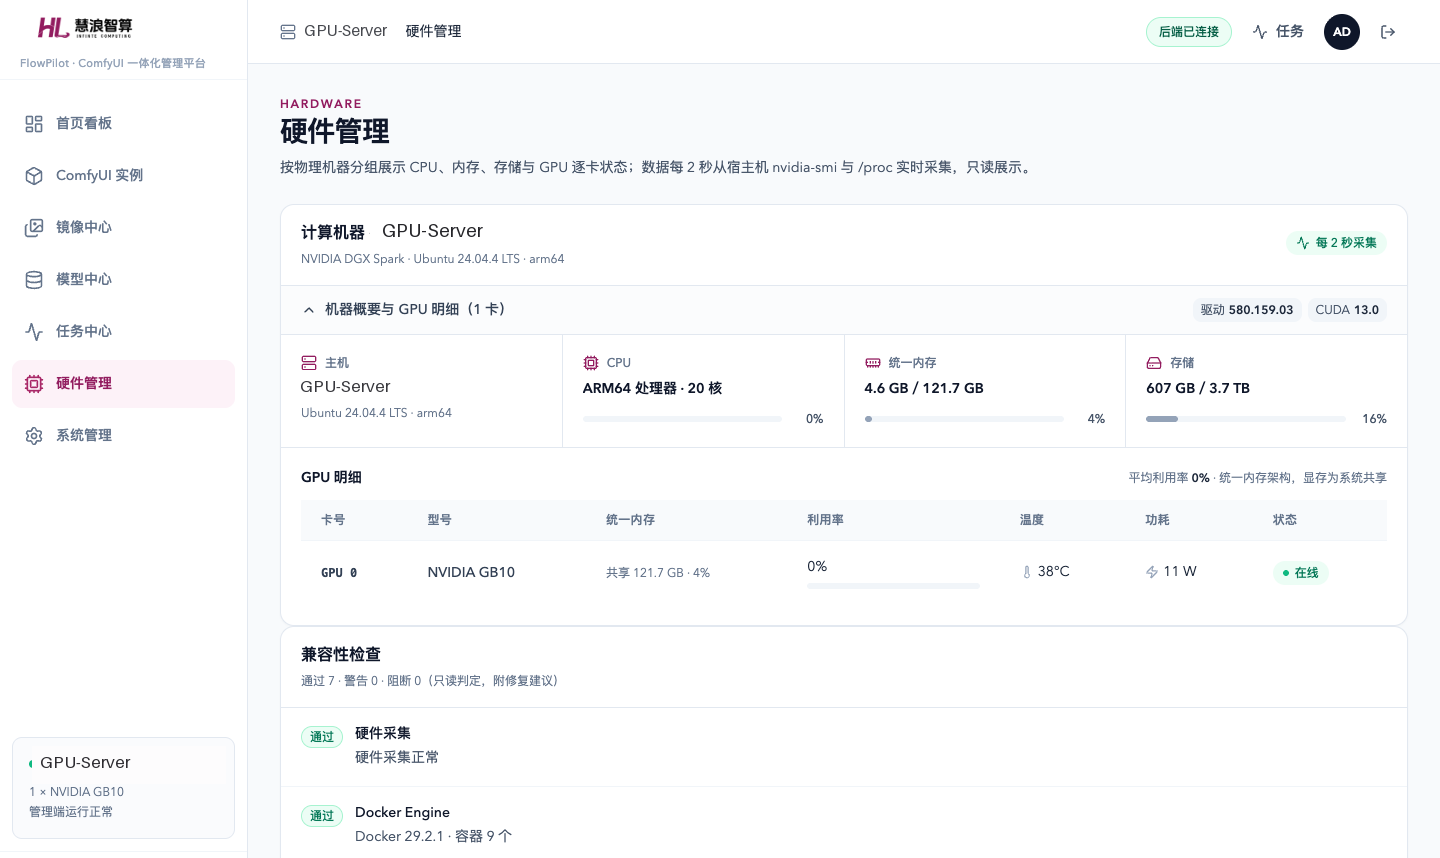 HL 慧浪智算
INFINTE COMPUTING
FlowPilot · ComfyUI 一体化管理平台
首页看板
ComfyUI 实例
镜像中心
模型中心
任务中心
硬件管理
系统管理
GPU-Server
1 × NVIDIA GB10
管理端运行正常
GPU-Server 硬件管理
后端已连接
任务
AD
HARDWARE
硬件管理
按物理机器分组展示 CPU、内存、存储与 GPU 逐卡状态；数据每 2 秒从宿主机 nvidia-smi 与 /proc 实时采集，只读展示。
计算机器 GPU-Server
NVIDIA DGX Spark · Ubuntu 24.04.4 LTS · arm64
每 2 秒采集
机器概要与 GPU 明细（1 卡）
驱动 580.159.03
CUDA 13.0
主机
GPU-Server
Ubuntu 24.04.4 LTS · arm64
CPU
ARM64 处理器 · 20 核
0%
统一内存
4.6 GB / 121.7 GB
4%
存储
607 GB / 3.7 TB
16%
GPU 明细
平均利用率 0% · 统一内存架构，显存为系统共享
卡号 型号 统一内存 利用率 温度 功耗 状态
GPU 0 NVIDIA GB10 共享 121.7 GB · 4% 0% 38°C 11 W 在线
兼容性检查
通过 7 · 警告 0 · 阻断 0（只读判定，附修复建议）
通过 硬件采集
硬件采集正常
通过 Docker Engine
Docker 29.2.1 · 容器 9 个